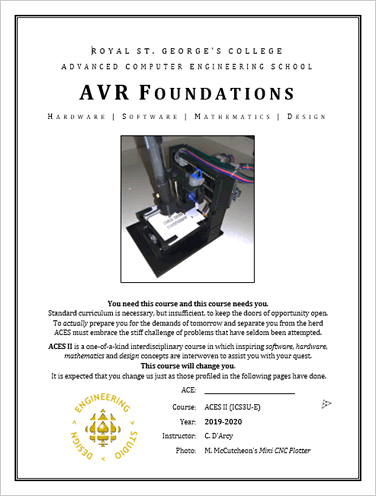 ROYAL ST. GEORGE'S COLLEGE
ADVANCED COMPUTER ENGINEERING SCHOOL
AVR FOUNDATIONS
HARDWARE | SOFTWARE | MATHEMATICS | DESIGN
You need this course and this course needs you.
Standard curriculum is necessary, but insufficient, to keep the doors of opportunity open.
To actually prepare you for the demands of tomorrow and separate you from the herd
ACES must embrace the stiff challenge of problems that have seldom been attempted.
ACES II is a one-of-a-kind interdisciplinary course in which inspiring software, hardware,
mathematics and design concepts are interwoven to assist you with your quest.
This course will change you.
It is expected that you change us just as those profiled in the following pages have done.
ACE:
Course: ACES II (ICS3U-E)
Year: 2019-2020
Instructor: C. D'Arcy
Photo: M. McCutcheon's Mini CNC Plotter
ENGINEERING
DESIGN > STUDIO